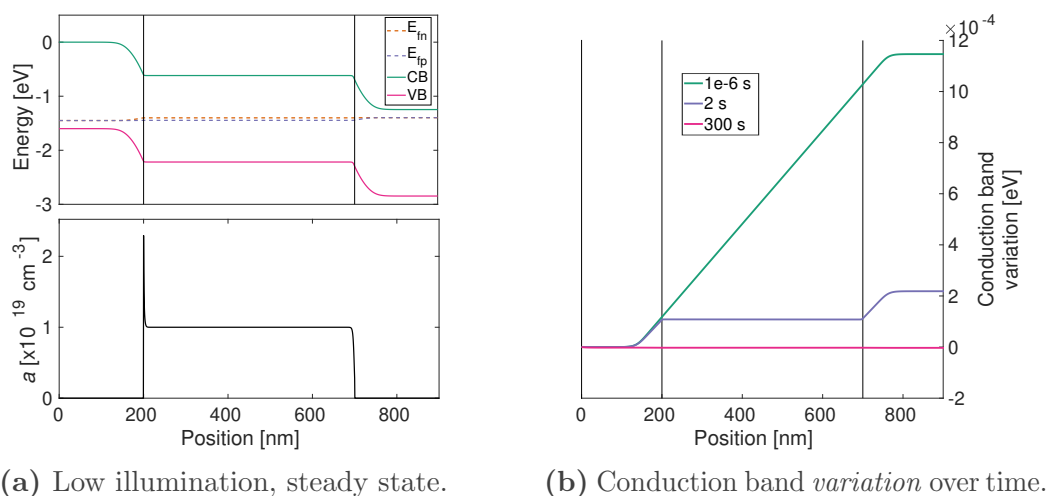 0
-1
-2
-3
Energy [eV]
E_fn
E_fp
CB
VB
2
1
0
a [x10^19 cm^-3]
0 200 400 600 800
Position [nm]
(a) Low illumination, steady state.
×10^-4
12
10
8
6
4
2
0
-2
Conduction band
variation [eV]
1e-6 s
2 s
300 s
0 200 400 600 800
Position [nm]
(b) Conduction band variation over time.